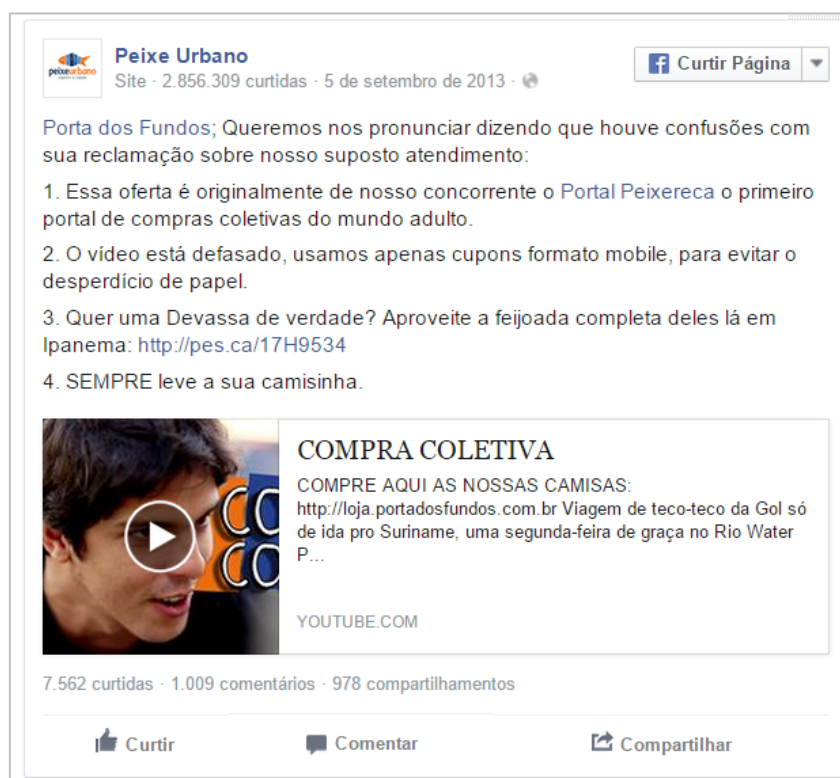 peixeurbano
Peixe Urbano
Curtir Página
Site · 2.856.309 curtidas · 5 de setembro de 2013 ·
Porta dos Fundos; Queremos nos pronunciar dizendo que houve confusões com
sua reclamação sobre nosso suposto atendimento:
1. Essa oferta é originalmente de nosso concorrente o Portal Peixereca o primeiro
portal de compras coletivas do mundo adulto.
2. O vídeo está defasado, usamos apenas cupons formato mobile, para evitar o
desperdício de papel.
3. Quer uma Devassa de verdade? Aproveite a feijoada completa deles lá em
Ipanema: http://pes.ca/17H9534
4. SEMPRE leve a sua camisinha.
CO
CO
COMPRA COLETIVA
COMPRE AQUI AS NOSSAS CAMISAS:
http://loja.portadosfundos.com.br Viagem de teco-teco da Gol só
de ida pro Suriname, uma segunda-feira de graça no Rio Water
P...
YOUTUBE.COM
7.562 curtidas · 1.009 comentários · 978 compartilhamentos
Curtir Comentar Compartilhar